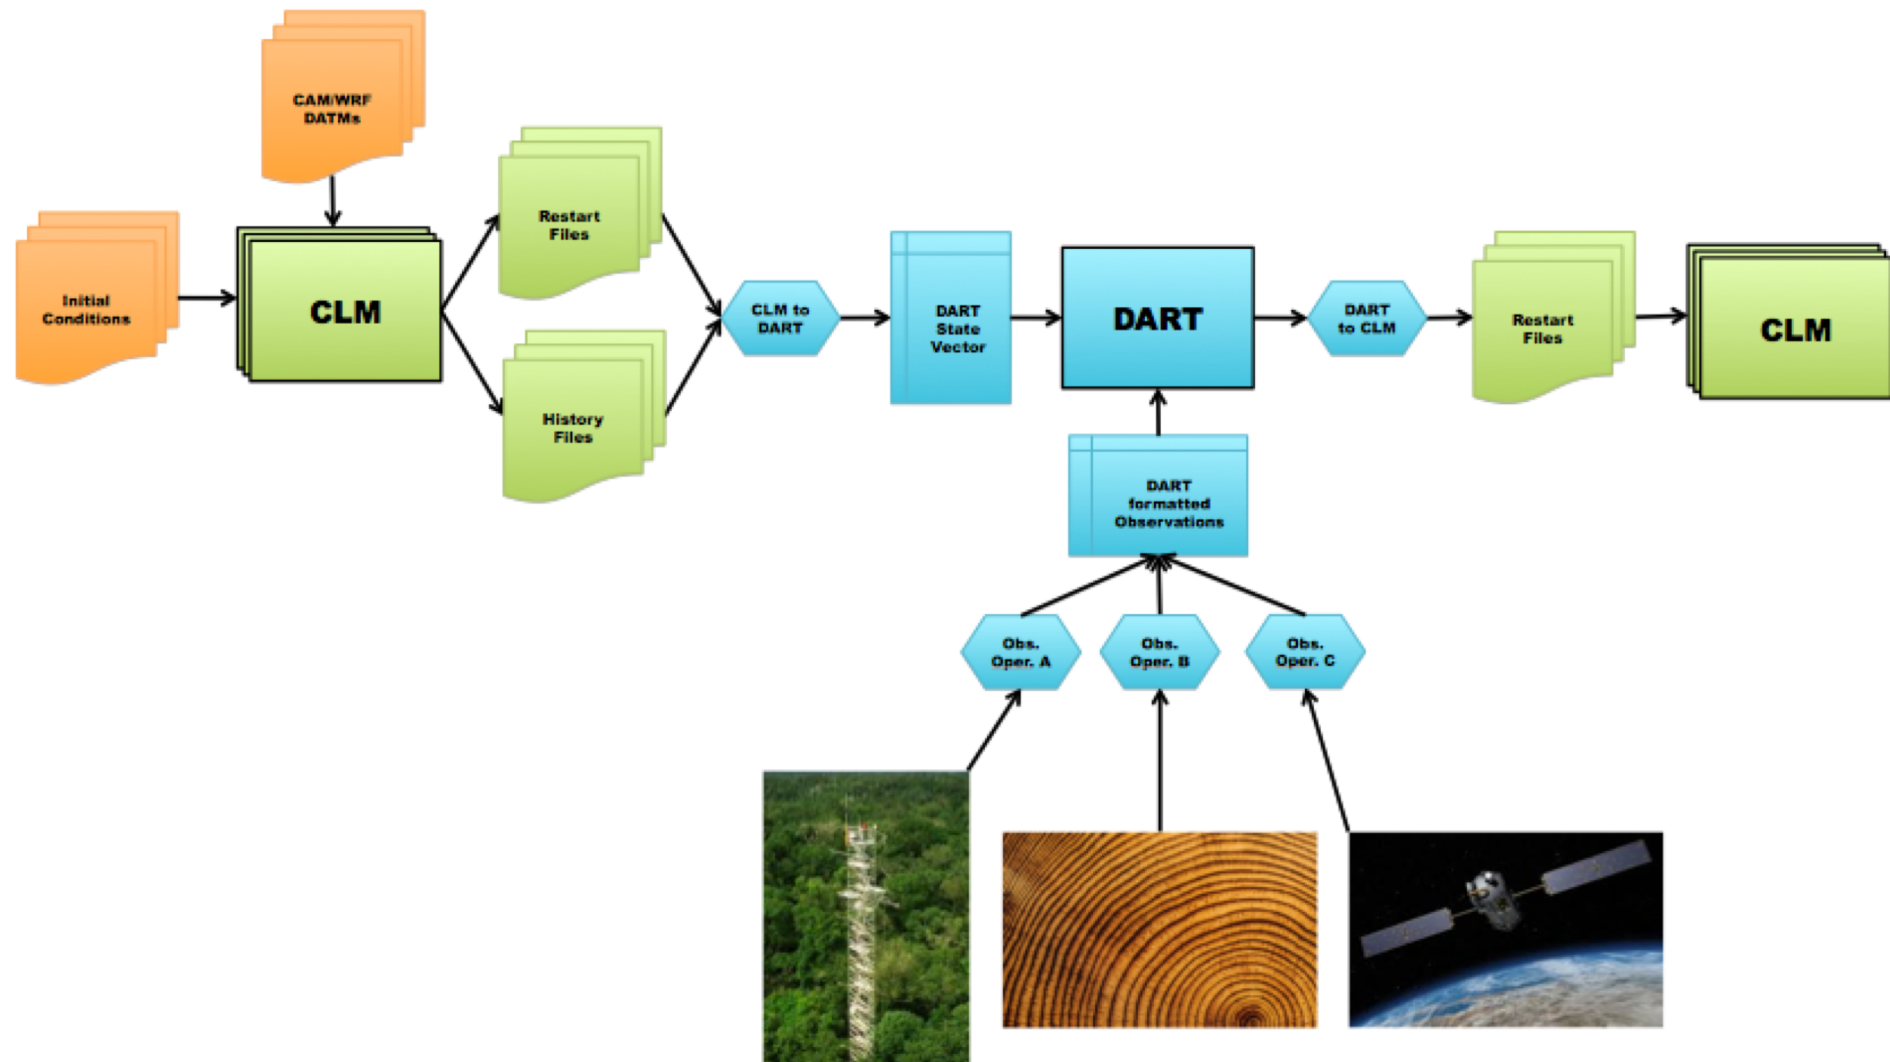 CAM/WRF
DATMs
Initial
Conditions
CLM
Restart
Files
History
Files
CLM to
DART
DART
State
Vector
DART
DART
to CLM
Restart
Files
CLM
DART
formatted
Observations
Obs.
Oper. A
Obs.
Oper. B
Obs.
Oper. C